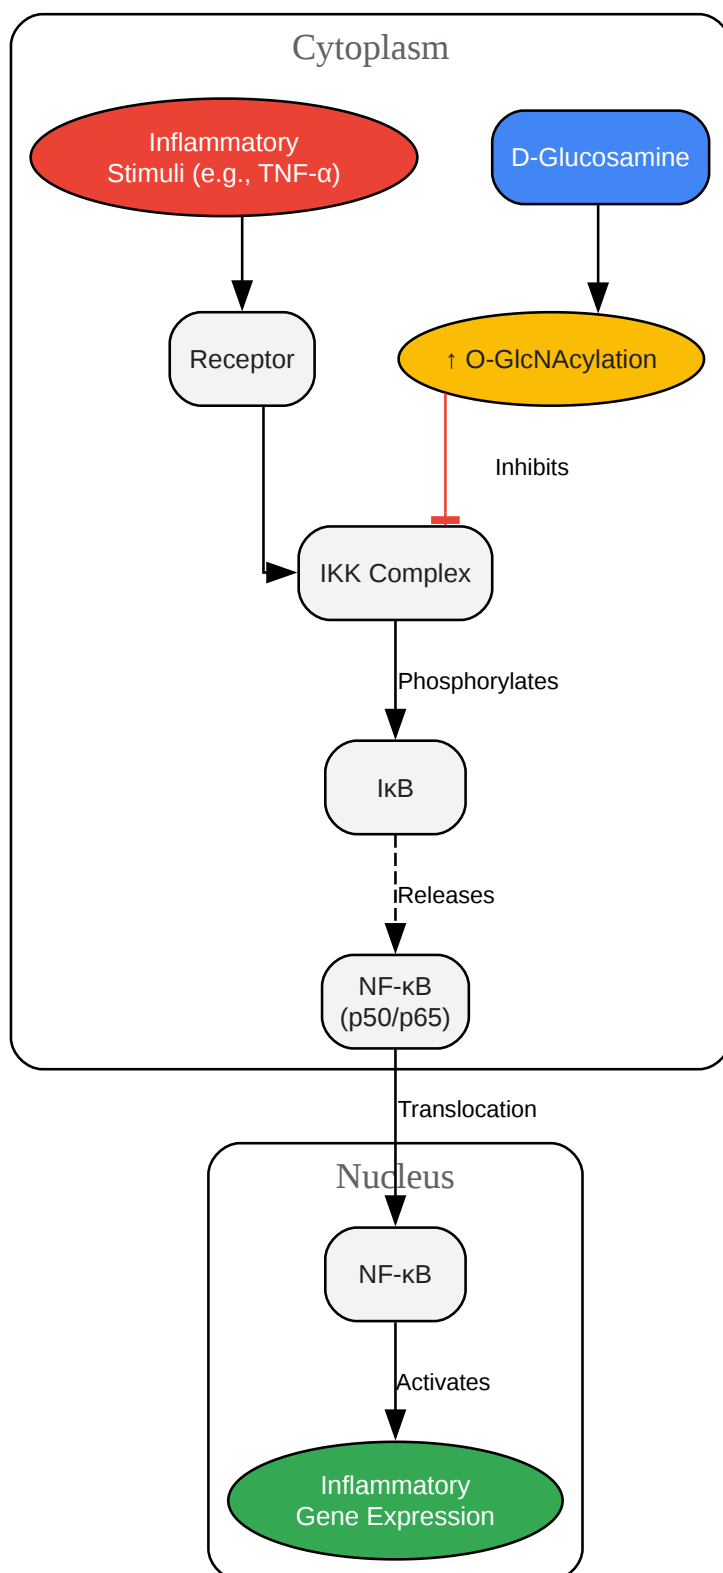 Cytoplasm
Inflammatory
Stimuli (e.g., TNF-α)
D-Glucosamine
Receptor
↑ O-GlcNAcylation
Inhibits
IKK Complex
Phosphorylates
IκB
Releases
NF-κB
(p50/p65)
Translocation
Nucleus
NF-κB
Activates
Inflammatory
Gene Expression